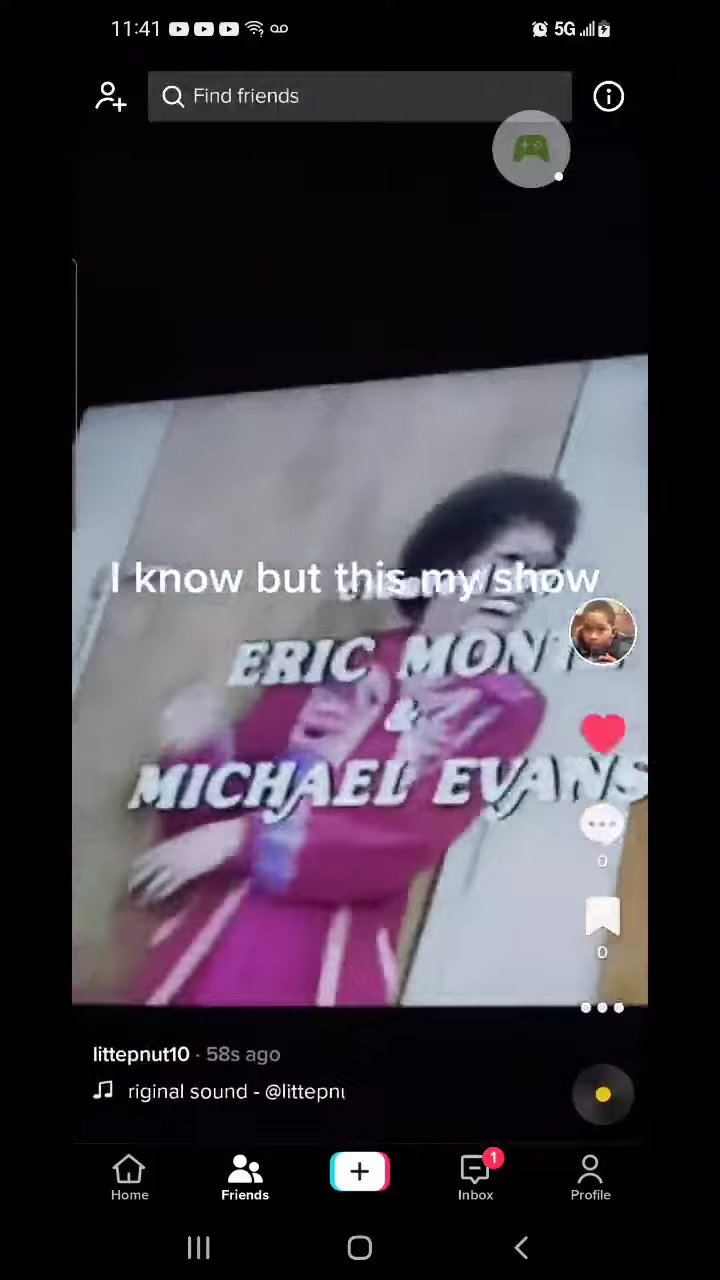 11:41
5G
Find friends
I know but this my show
ERIC MONT
&
MICHAEL EVANS
0
0
littepnut10 · 58s ago
riginal sound - @littepnu
1
Home
Friends
Inbox
Profile